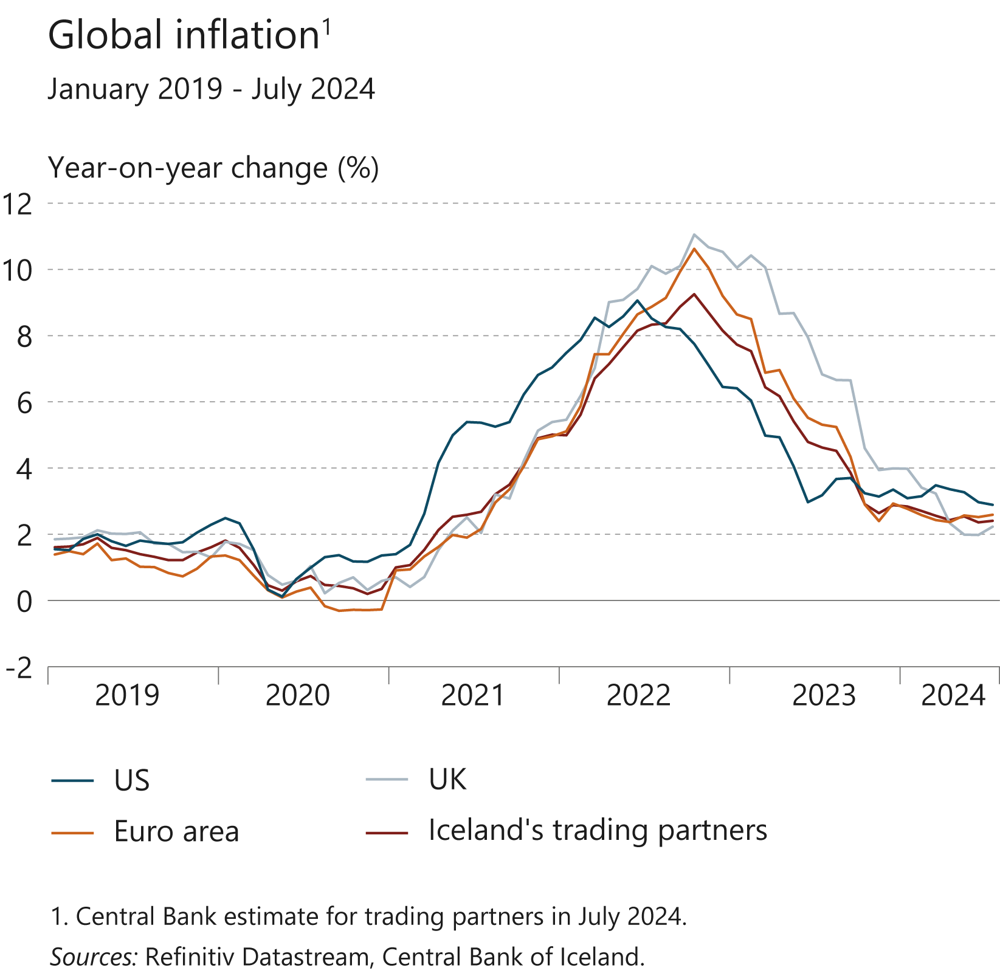 Global inflation¹
January 2019 - July 2024
Year-on-year change (%)
12
10
8
6
4
2
0
-2
2019 2020 2021 2022 2023 2024
US UK
Euro area Iceland's trading partners
1. Central Bank estimate for trading partners in July 2024.
Sources: Refinitiv Datastream, Central Bank of Iceland.